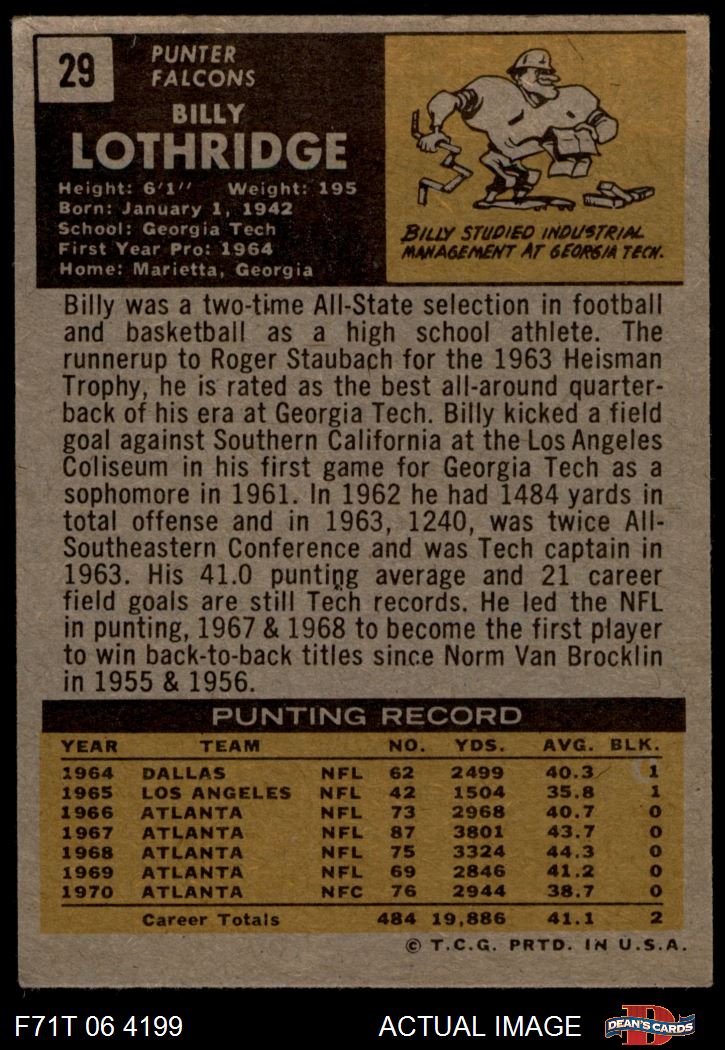 29
PUNTER
FALCONS
BILLY
LOTHRIDGE
Height: 6'1" Weight: 195
Born: January 1, 1942
School: Georgia Tech
First Year Pro: 1964
Home: Marietta, Georgia
BILLY STUDIED INDUSTRIAL
MANAGEMENT AT GEORGIA TECH.
Billy was a two-time All-State selection in football
and basketball as a high school athlete. The
runnerup to Roger Staubach for the 1963 Heisman
Trophy, he is rated as the best all-around quarter-
back of his era at Georgia Tech. Billy kicked a field
goal against Southern California at the Los Angeles
Coliseum in his first game for Georgia Tech as a
sophomore in 1961. In 1962 he had 1484 yards in
total offense and in 1963, 1240, was twice All-
Southeastern Conference and was Tech captain in
1963. His 41.0 punting average and 21 career
field goals are still Tech records. He led the NFL
in punting, 1967 & 1968 to become the first player
to win back-to-back titles since Norm Van Brocklin
in 1955 & 1956.
PUNTING RECORD
YEAR TEAM NO. YDS. AVG. BLK.
1964 DALLAS NFL 62 2499 40.3 1
1965 LOS ANGELES NFL 42 1504 35.8 1
1966 ATLANTA NFL 73 2968 40.7 0
1967 ATLANTA NFL 87 3801 43.7 0
1968 ATLANTA NFL 75 3324 44.3 0
1969 ATLANTA NFL 69 2846 41.2 0
1970 ATLANTA NFC 76 2944 38.7 0
Career Totals 484 19,886 41.1 2
© T.C.G. PRTD. IN U.S.A.
F71T 06 4199 ACTUAL IMAGE
D
DEAN'S CARDS